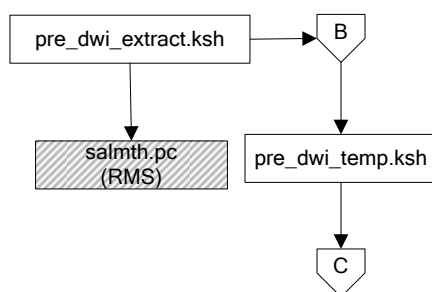 pre_dwi_extract.ksh
B
salmth.pc
(RMS)
pre_dwi_temp.ksh
C